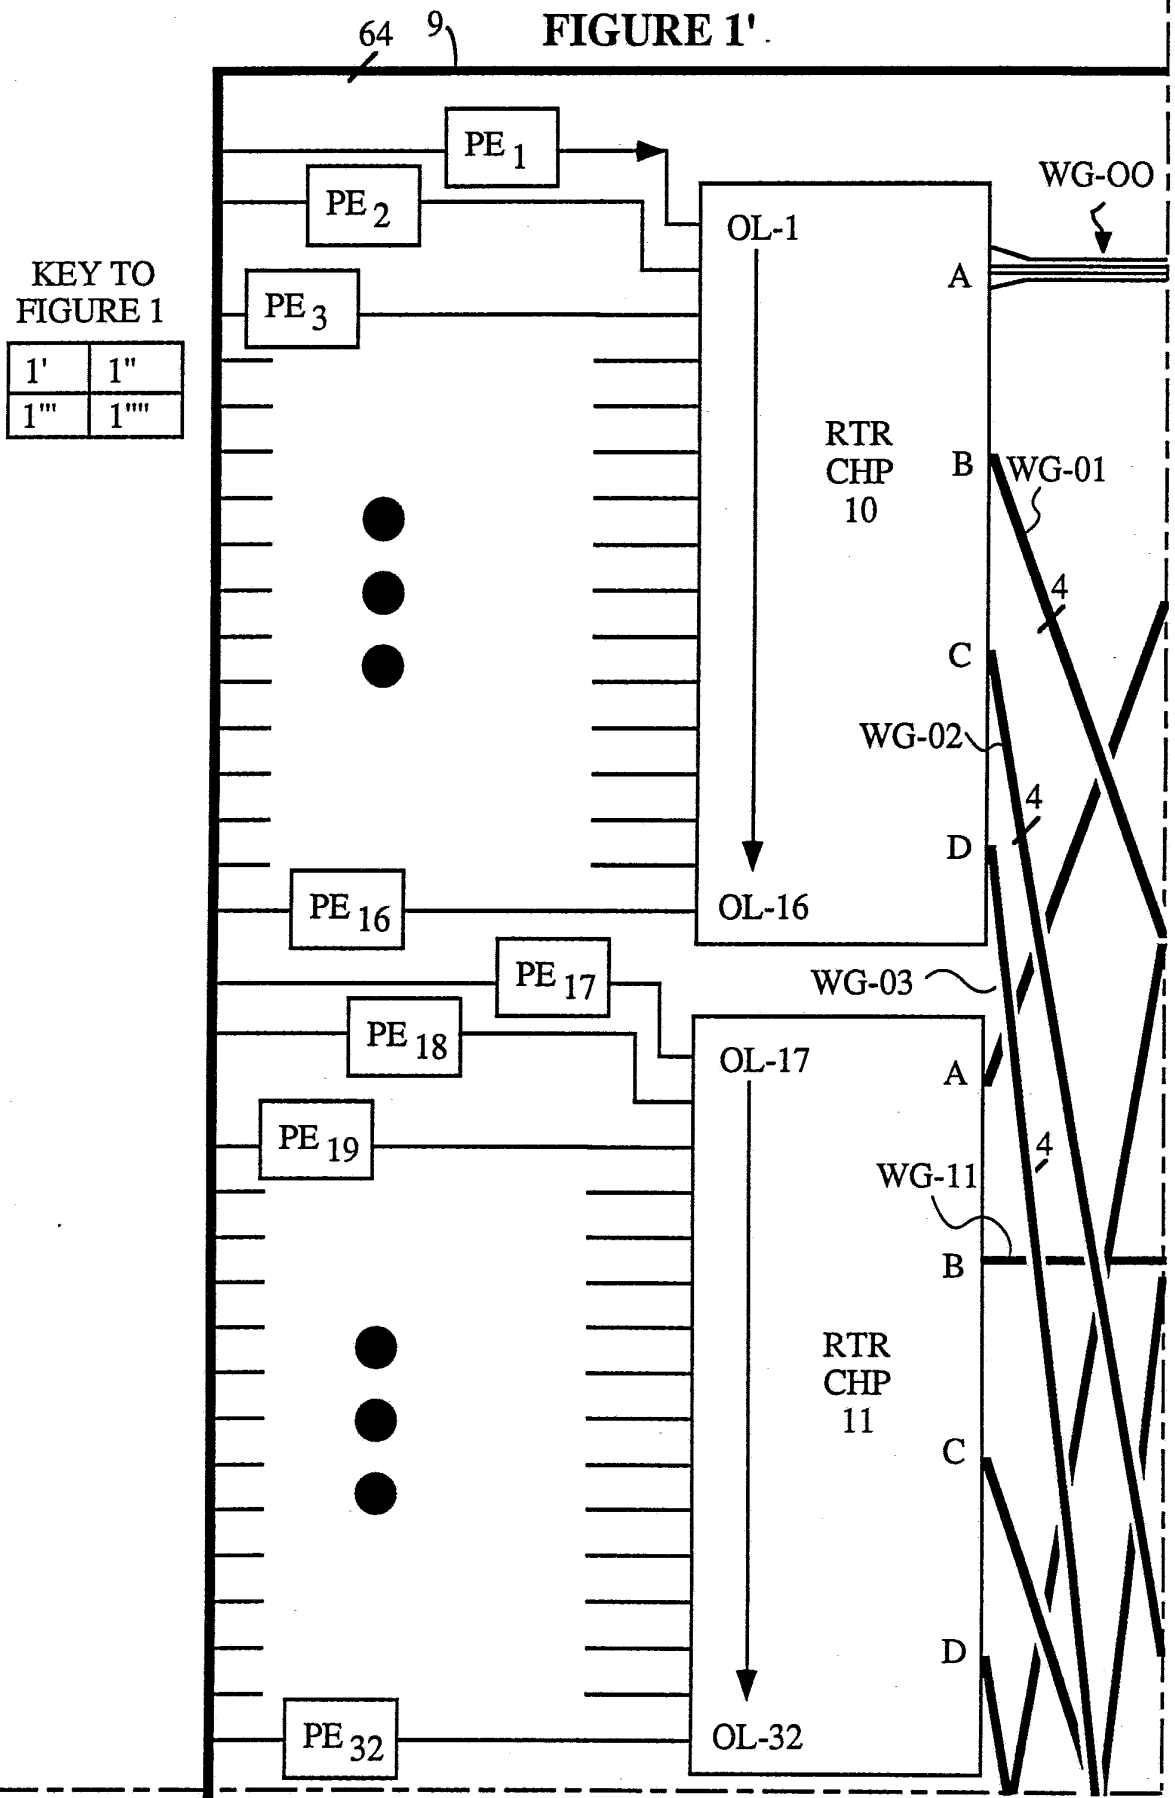 FIGURE 1'
64
9
PE 1
PE 2
WG-OO
OL-1
KEY TO
FIGURE 1
A
PE 3
1' 1"
1"' 1""
RTR
CHP
10
B
WG-01
4
C
WG-02
4
D
PE 16
OL-16
PE 17
WG-03
PE 18
OL-17
A
PE 19
4
WG-11
B
RTR
CHP
11
C
D
PE 32
OL-32